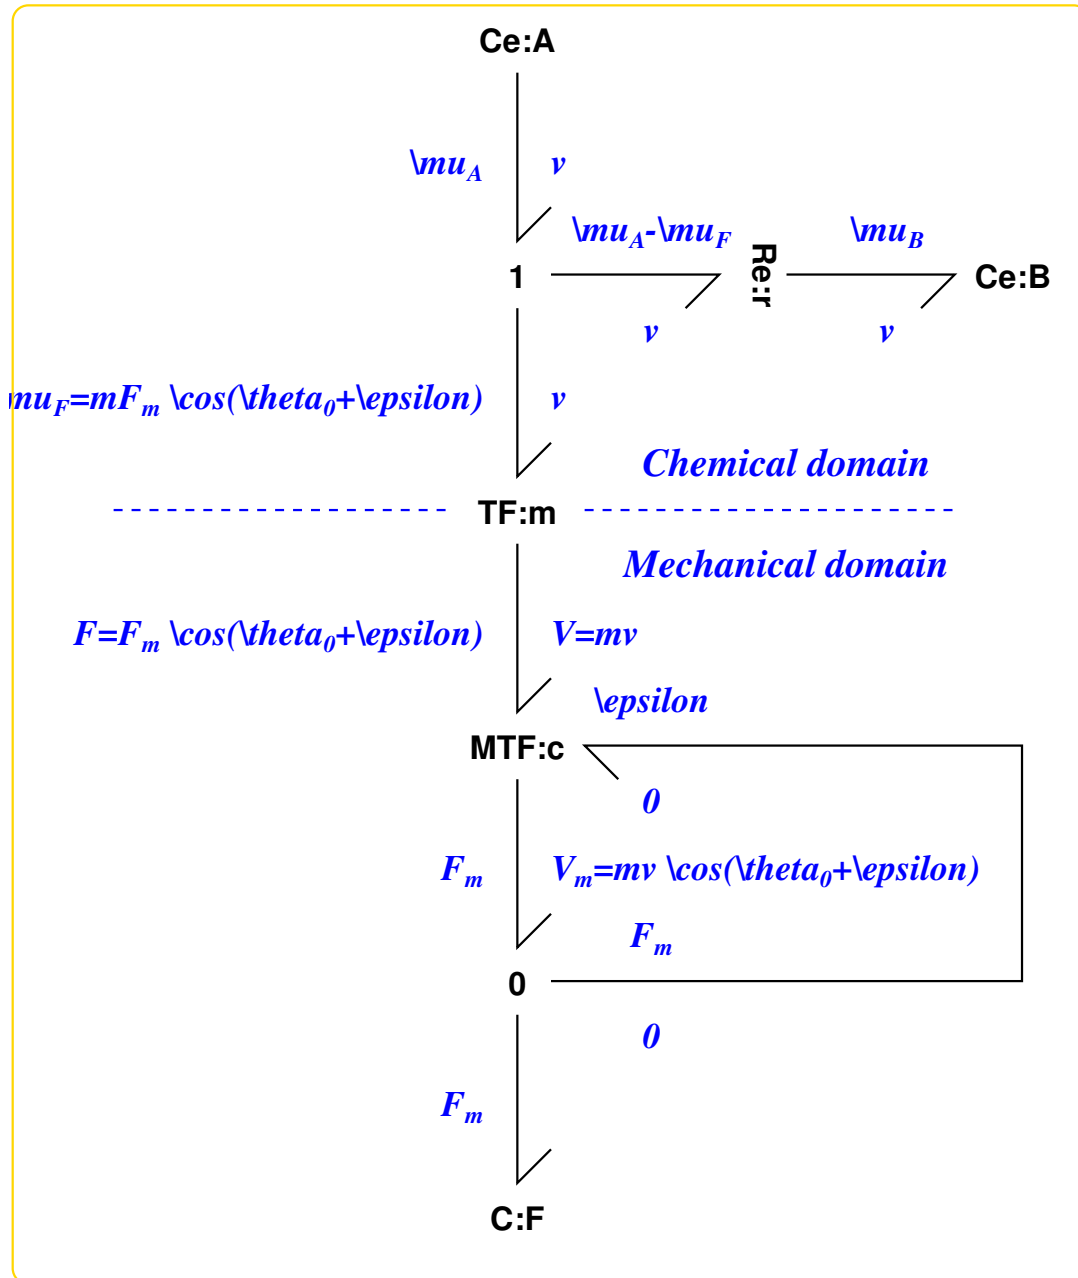 Ce:A
\mu_A v
\mu_A-\mu_F \mu_B
1 Re:r Ce:B
v v
mu_F=mF_m \cos(\theta_0+\epsilon) v
Chemical domain
TF:m
Mechanical domain
F=F_m \cos(\theta_0+\epsilon) V=mv
\epsilon
MTF:c
0
F_m V_m=mv \cos(\theta_0+\epsilon)
F_m
0
0
F_m
C:F